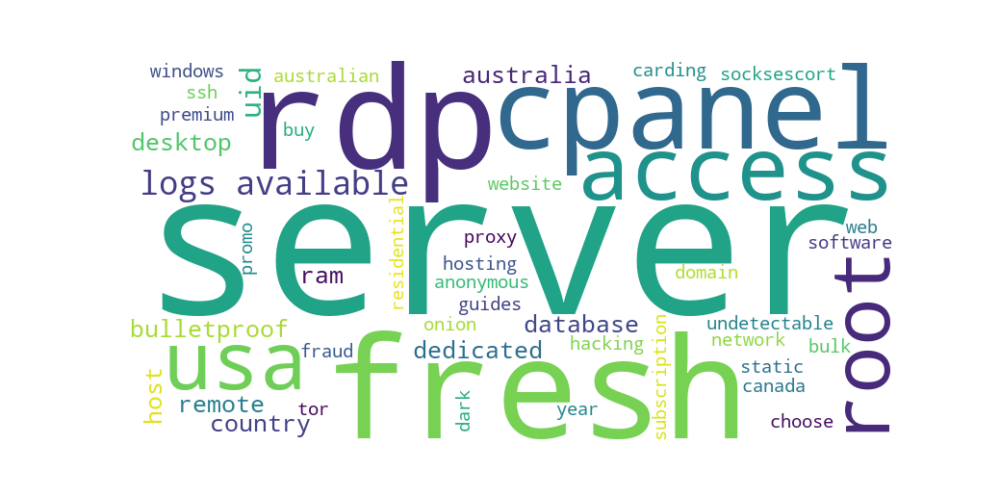 windows
australian
australia
carding
socksescort
ssh
uid
rdp
cpanel
premium
buy
desktop
access
logs available
website
server
residential
promo
proxy
web
software
ram
hosting
domain
anonymous
guides
root
bulletproof
onion
database
undetectable
usa
fraud
dedicated
hacking
network
bulk
fresh
subscription
host
static
canada
remote
tor
dark
year
country
choose